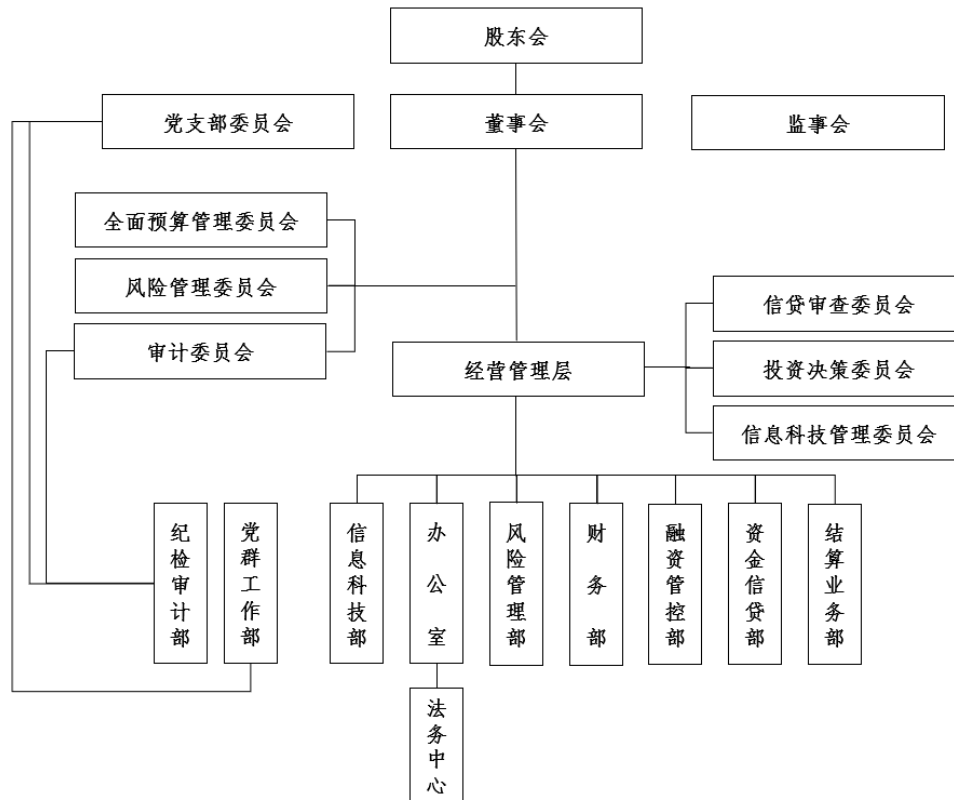 股东会
党支部委员会
董事会
监事会
全面预算管理委员会
风险管理委员会
审计委员会
经营管理层
信贷审查委员会
投资决策委员会
信息科技管理委员会
纪检审计部
党群工作部
信息科技部
办公室
风险管理部
财务部
融资管控部
资金信贷部
结算业务部
法务中心